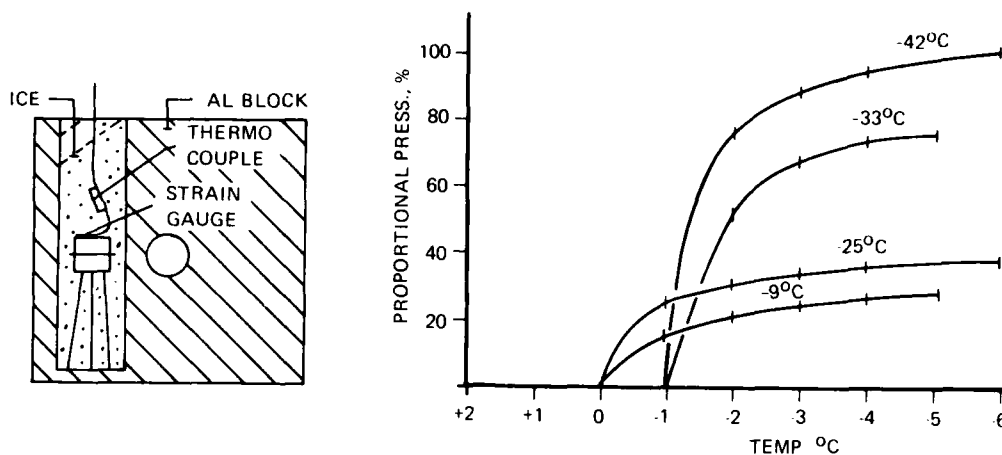 ICE
AL BLOCK
THERMO
COUPLE
STRAIN
GAUGE
PROPORTIONAL PRESS., %
100
80
60
40
20
-42°C
-33°C
-25°C
-9°C
+2 +1 0 -1 -2 -3 -4 -5 -6
TEMP °C